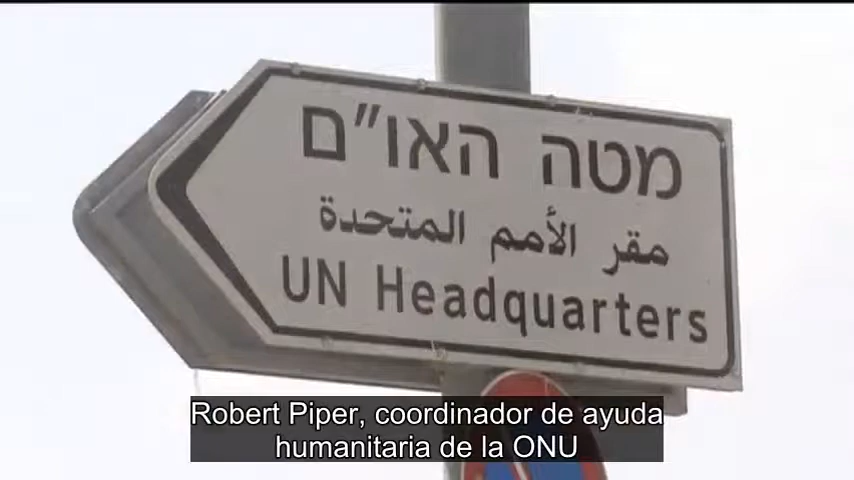 מטה האו"ם
مقر الأمم المتحدة
UN Headquarters
Robert Piper, coordinador de ayuda
humanitaria de la ONU